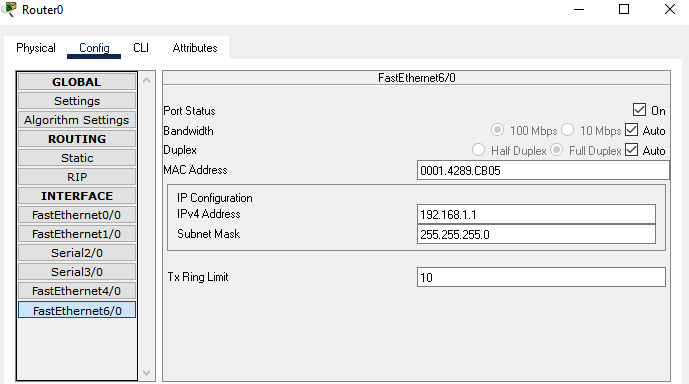 Router0
Physical Config CLI Attributes
GLOBAL
Settings
Algorithm Settings
ROUTING
Static
RIP
INTERFACE
FastEthernet0/0
FastEthernet1/0
Serial2/0
Serial3/0
FastEthernet4/0
FastEthernet6/0
FastEthernet6/0
Port Status On
Bandwidth 100 Mbps 10 Mbps Auto
Duplex Half Duplex Full Duplex Auto
MAC Address 0001.4289.CB05
IP Configuration
IPv4 Address 192.168.1.1
Subnet Mask 255.255.255.0
Tx Ring Limit 10